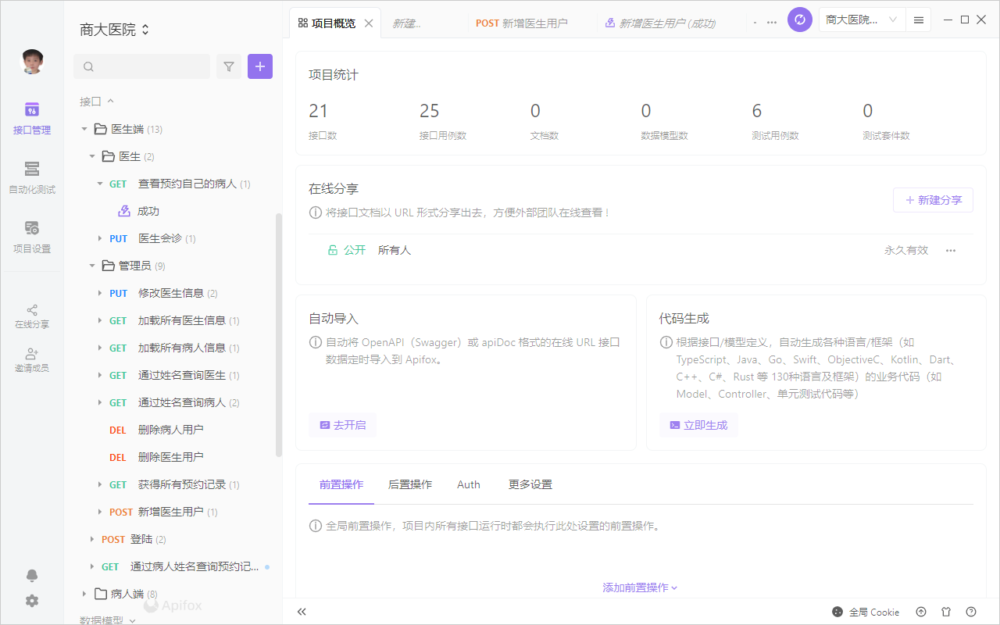 商大医院
接口管理
自动化测试
项目设置
在线分享
邀请成员
接口
医生端 (13)
医生 (2)
GET 查看预约自己的病人 (1)
成功
PUT 医生会诊 (1)
管理员 (9)
PUT 修改医生信息 (2)
GET 加载所有医生信息 (1)
GET 加载所有病人信息 (1)
GET 通过姓名查询医生 (1)
GET 通过姓名查询病人 (2)
DEL 删除病人用户
DEL 删除医生用户
GET 获得所有预约记录 (1)
POST 新增医生用户 (1)
POST 登陆 (2)
GET 通过病人姓名查询预约记...
病人端 (8)
Apifox
数据模型
项目概览
新建...
POST 新增医生用户
新增医生用户 (成功)
商大医院...
项目统计
21 25 0 0 6 0
接口数 接口用例数 文档数 数据模型数 测试用例数 测试套件数
在线分享
将接口文档以 URL 形式分享出去，方便外部团队在线查看！
新建分享
公开 所有人 永久有效
自动导入
自动将 OpenAPI（Swagger）或 apiDoc 格式的在线 URL 接口
数据定时导入到 Apifox。
去开启
代码生成
根据接口/模型定义，自动生成各种语言/框架（如
TypeScript、Java、Go、Swift、ObjectiveC、Kotlin、Dart、
C++、C#、Rust 等 130种语言及框架）的业务代码（如
Model、Controller、单元测试代码等）
立即生成
前置操作 后置操作 Auth 更多设置
全局前置操作，项目内所有接口运行时都会执行此处设置的前置操作。
添加前置操作
全局 Cookie